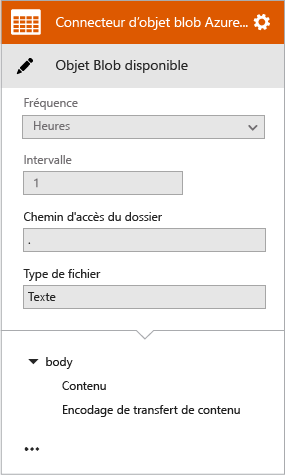 Connecteur d'objet blob Azure...
Objet Blob disponible
Fréquence
Heures
Intervalle
1
Chemin d'accès du dossier
.
Type de fichier
Texte
body
Contenu
Encodage de transfert de contenu
...